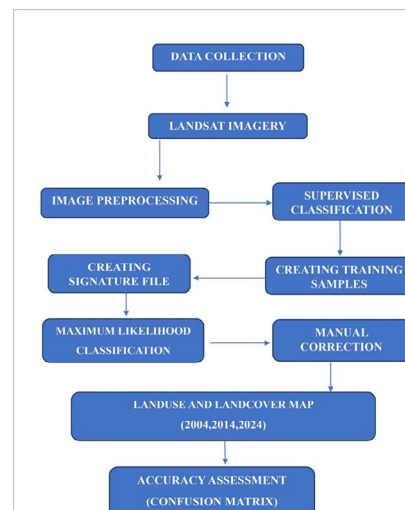 DATA COLLECTION
LANDSAT IMAGERY
IMAGE PREPROCESSING
SUPERVISED
CLASSIFICATION
CREATING
SIGNATURE FILE
CREATING TRAINING
SAMPLES
MAXIMUM LIKELIHOOD
CLASSIFICATION
MANUAL
CORRECTION
LANDUSE AND LANDCOVER MAP
(2004,2014,2024)
ACCURACY ASSESSMENT
(CONFUSION MATRIX)